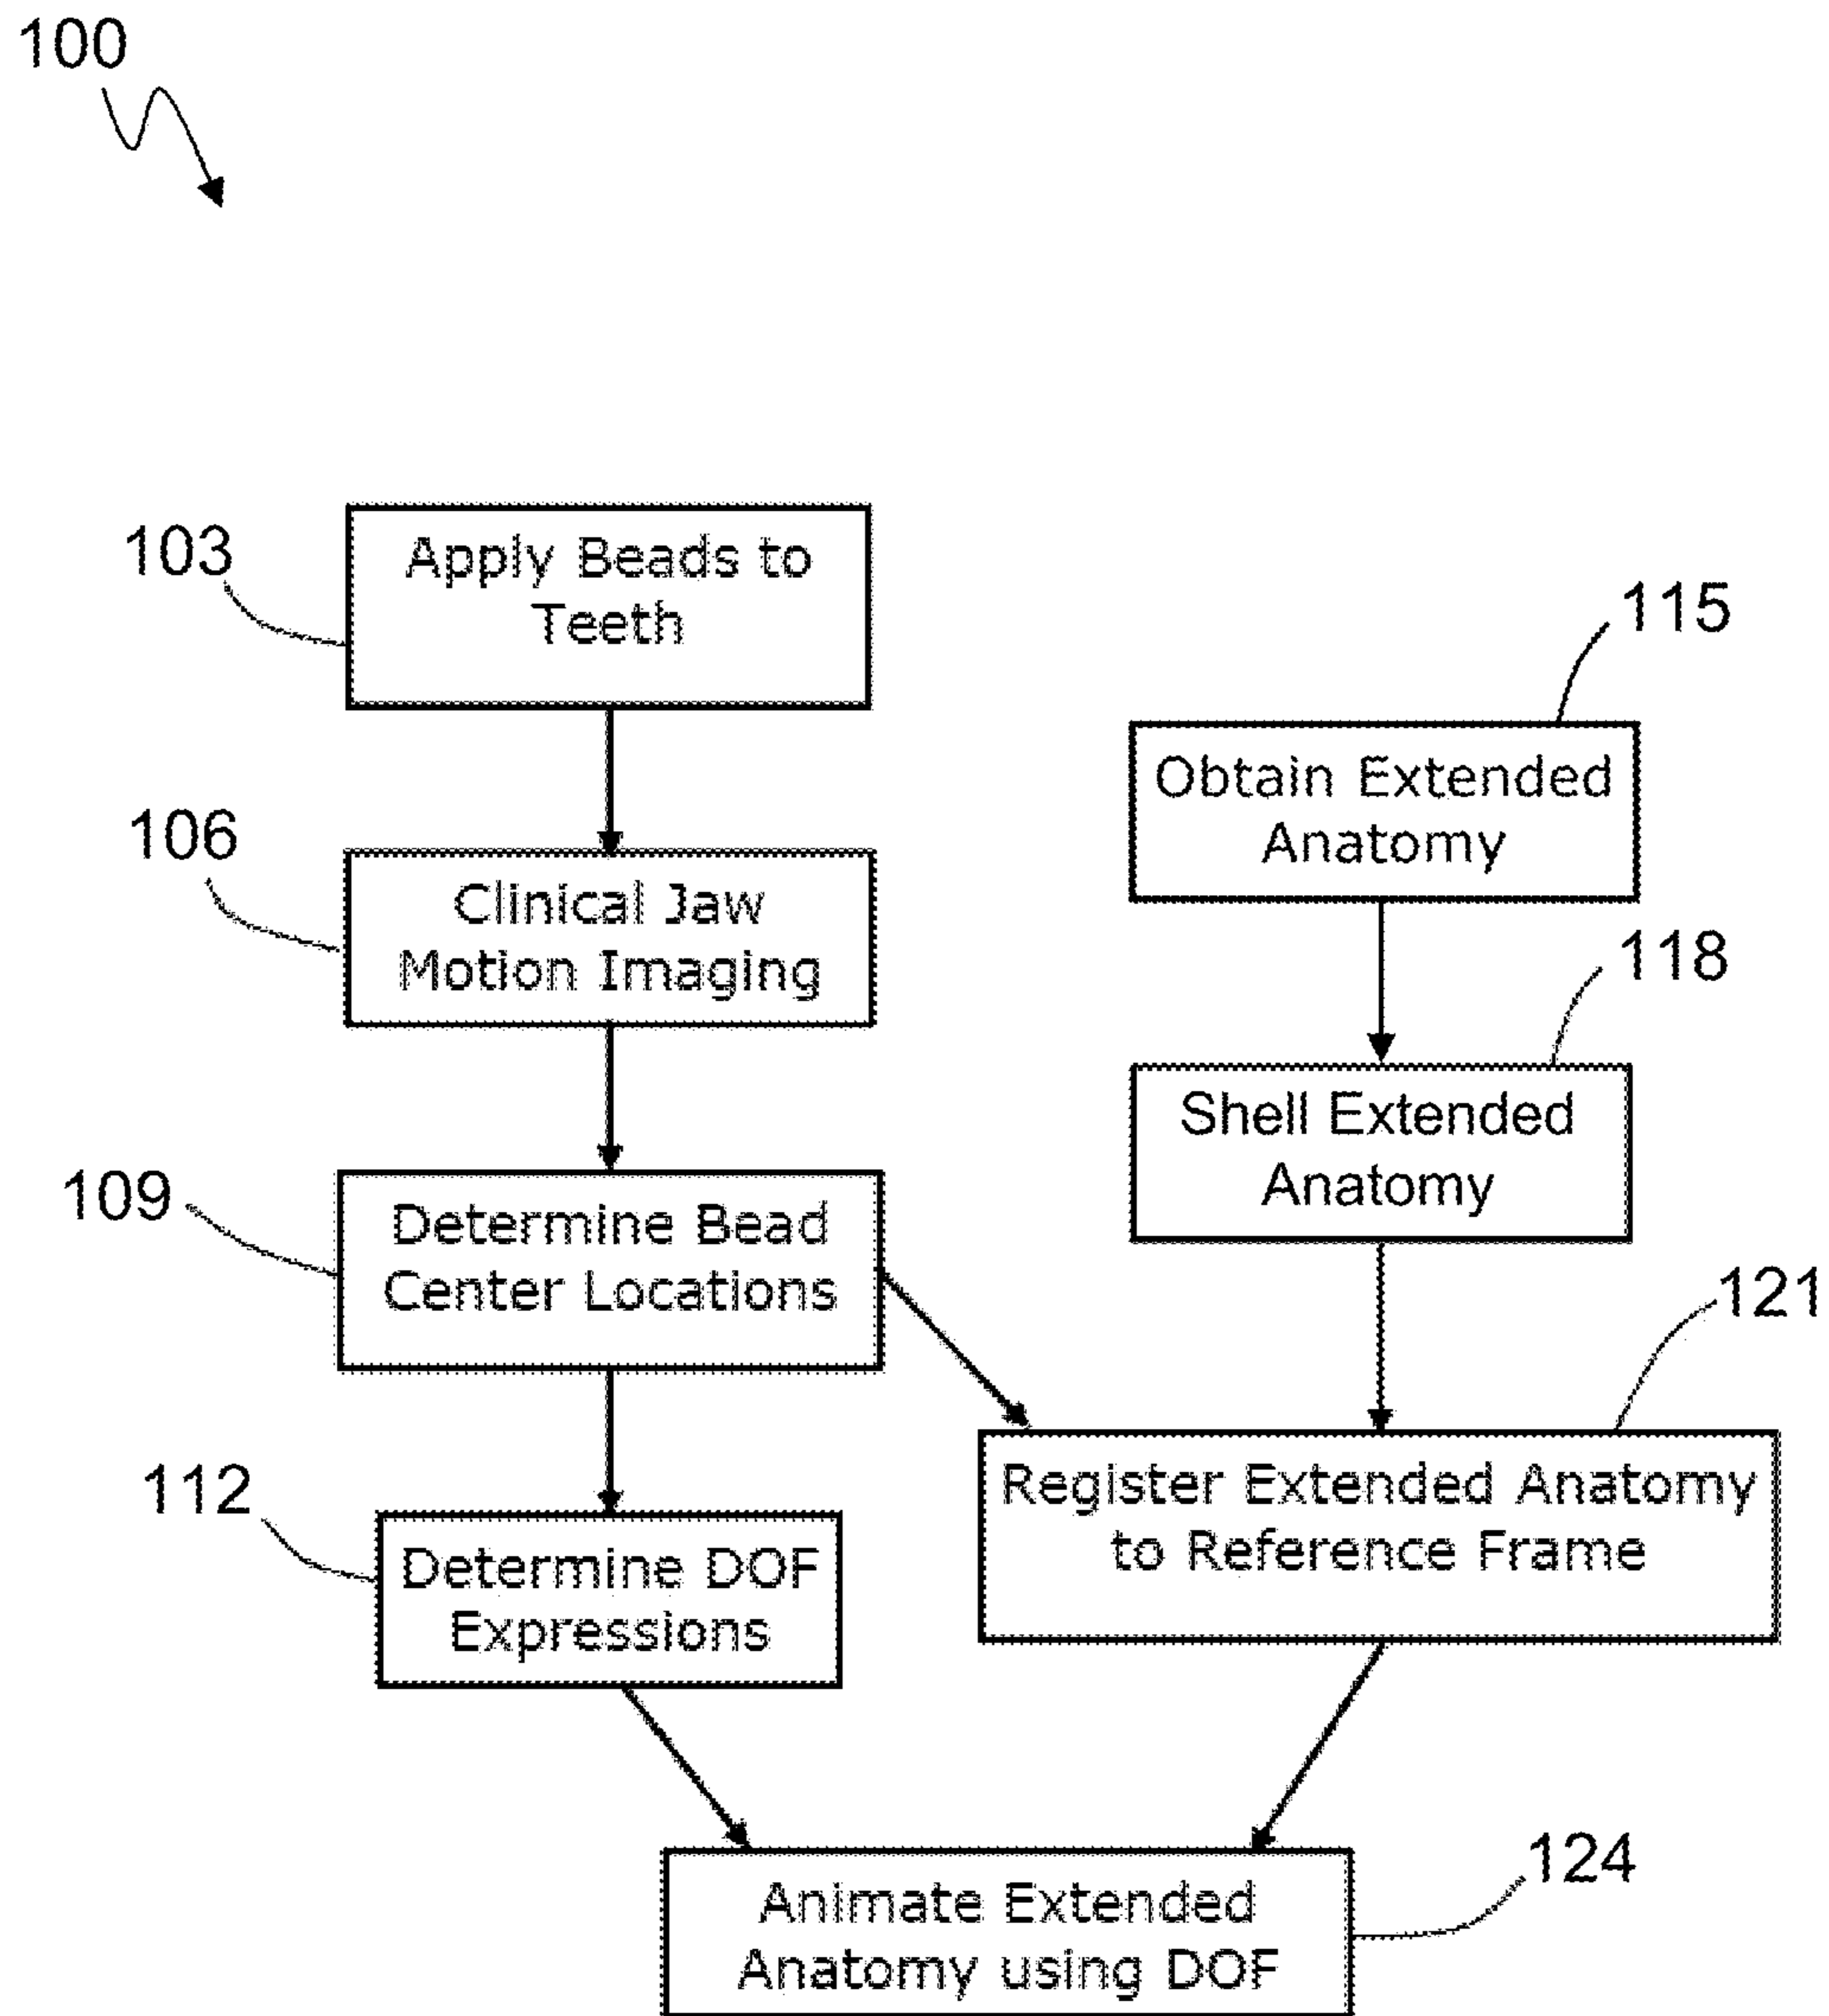 100
103
Apply Beads to
Teeth
115
Obtain Extended
Anatomy
106
Clinical Jaw
Motion Imaging
118
Shell Extended
Anatomy
109
Determine Bead
Center Locations
121
Register Extended Anatomy
to Reference Frame
112
Determine DOF
Expressions
124
Animate Extended
Anatomy using DOF